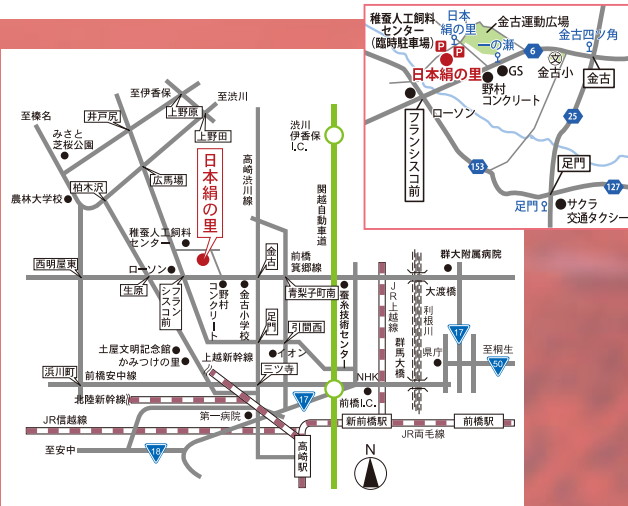 稚蚕人工飼料
センター
(臨時駐車場)
日本
絹の里
金古運動広場
金古四ツ角
P
P
一の瀬
6
文
金古小
日本絹の里
GS
野村
コンクリート
金古
ローソン
25
フランシスコ前
153
足門
127
足門
サクラ
交通タクシー
至伊香保
至渋川
至榛名
井戸尻
上野原
上野田
みさと
芝桜公園
渋川
伊香保
I.C.
高崎渋川線
関越自動車道
日本絹の里
柏木沢
広馬場
農林大学校
稚蚕人工飼料
センター
西明屋東
ローソン
金古
前橋
箕郷線
群大附属病院
生原
フラン
シスコ前
野村
コンクリート
金古小学校
青梨子町南
蚕糸技術センター
JR上越線
大渡橋
利根川
足門
引間西
群馬大橋
県庁
17
至桐生
50
土屋文明記念館
かみつけの里
上越新幹線
イオン
浜川町
前橋安中線
三ツ寺
NHK
北陸新幹線
17
前橋I.C.
第一病院
JR信越線
新前橋駅
前橋駅
JR両毛線
至安中
18
高崎駅
N